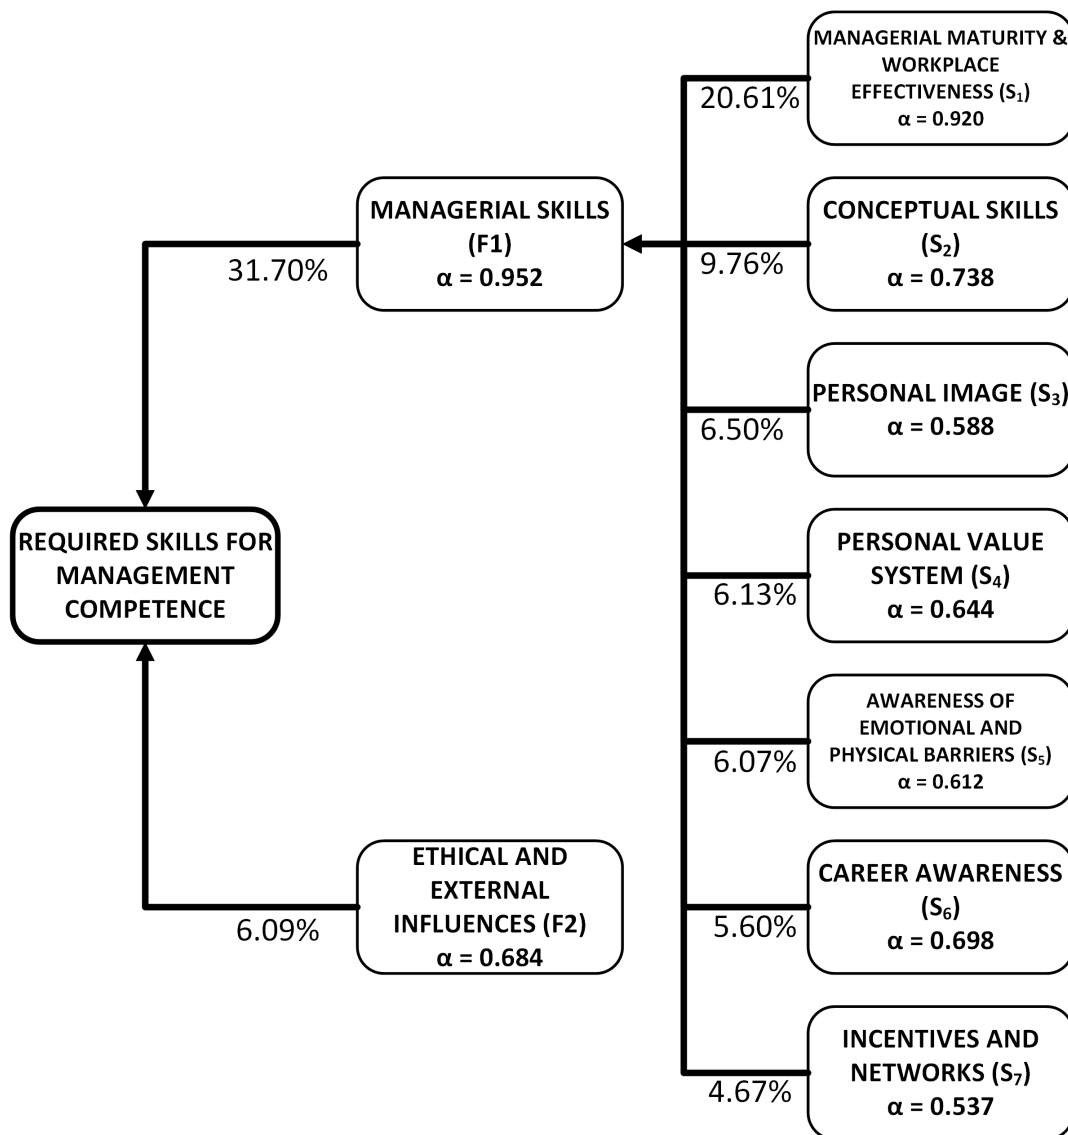 MANAGERIAL MATURITY &
WORKPLACE
EFFECTIVENESS (S₁)
α = 0.920
20.61%
MANAGERIAL SKILLS
(F1)
α = 0.952
31.70%
CONCEPTUAL SKILLS
(S₂)
α = 0.738
9.76%
PERSONAL IMAGE (S₃)
α = 0.588
6.50%
REQUIRED SKILLS FOR
MANAGEMENT
COMPETENCE
PERSONAL VALUE
SYSTEM (S₄)
α = 0.644
6.13%
AWARENESS OF
EMOTIONAL AND
PHYSICAL BARRIERS (S₅)
α = 0.612
6.07%
ETHICAL AND
EXTERNAL
INFLUENCES (F2)
α = 0.684
6.09%
CAREER AWARENESS
(S₆)
α = 0.698
5.60%
INCENTIVES AND
NETWORKS (S₇)
α = 0.537
4.67%